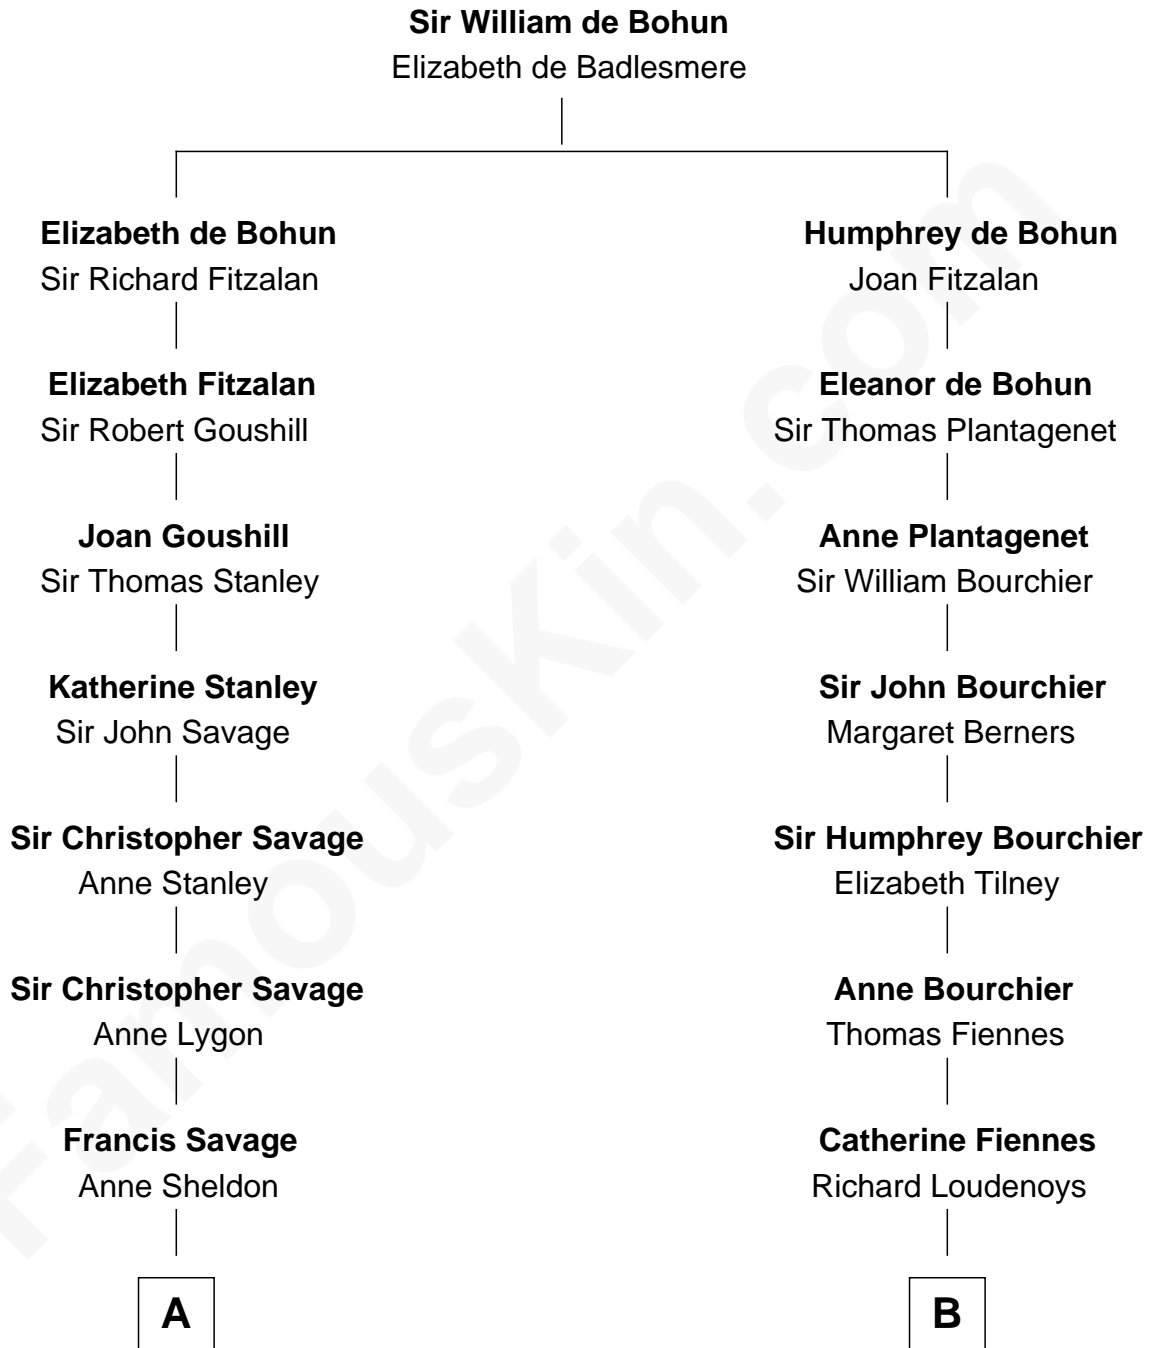 Sir William de Bohun
Elizabeth de Badlesmere
Elizabeth de Bohun
Sir Richard Fitzalan
Humphrey de Bohun
Joan Fitzalan
Elizabeth Fitzalan
Sir Robert Goushill
Eleanor de Bohun
Sir Thomas Plantagenet
Joan Goushill
Sir Thomas Stanley
Anne Plantagenet
Sir William Bourchier
Katherine Stanley
Sir John Savage
Sir John Bourchier
Margaret Berners
Sir Christopher Savage
Anne Stanley
Sir Humphrey Bourchier
Elizabeth Tilney
Sir Christopher Savage
Anne Lygon
Anne Bourchier
Thomas Fiennes
Francis Savage
Anne Sheldon
Catherine Fiennes
Richard Loudenoys
A
B
FamousKin.com